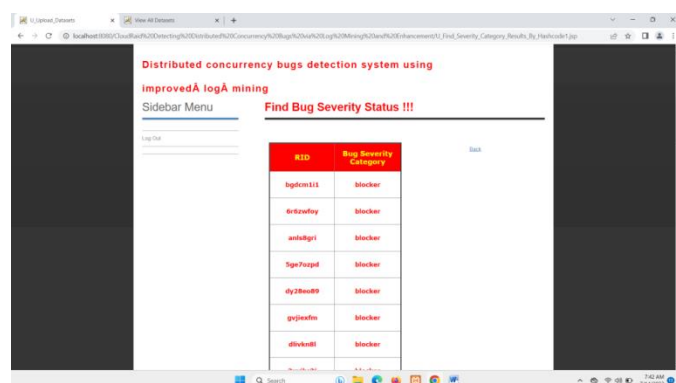 U_Upload_Datasets
View All Datasets
localhost:8080/CloudRaid%20Detecting%20Distributed%20Concurrency%20Bugs%20via%20Log%20Mining%20and%20Enhancement/U_Find_Severity_Category_Results_By_Hashcode1.jsp
Distributed concurrency bugs detection system using
improvedÂ logÂ mining
Sidebar Menu
Find Bug Severity Status !!!
Log Out
Back
RID Bug Severity
Category
bgdcm1i1 blocker
6r6zwfoy blocker
anls8gri blocker
5ge7ozpd blocker
dy28eo89 blocker
gvjiexfm blocker
dlivkn8l blocker
Search
7:42 AM